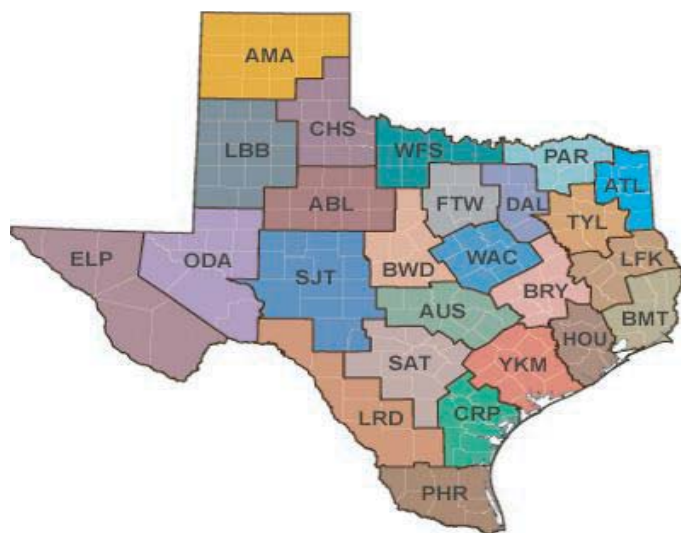 AMA
CHS
LBB
WFS
PAR
ATL
ABL
FTW
DAL
TYL
ELP
ODA
SJT
BWD
WAC
LFK
BRY
AUS
BMT
HOU
SAT
YKM
LRD
CRP
PHR